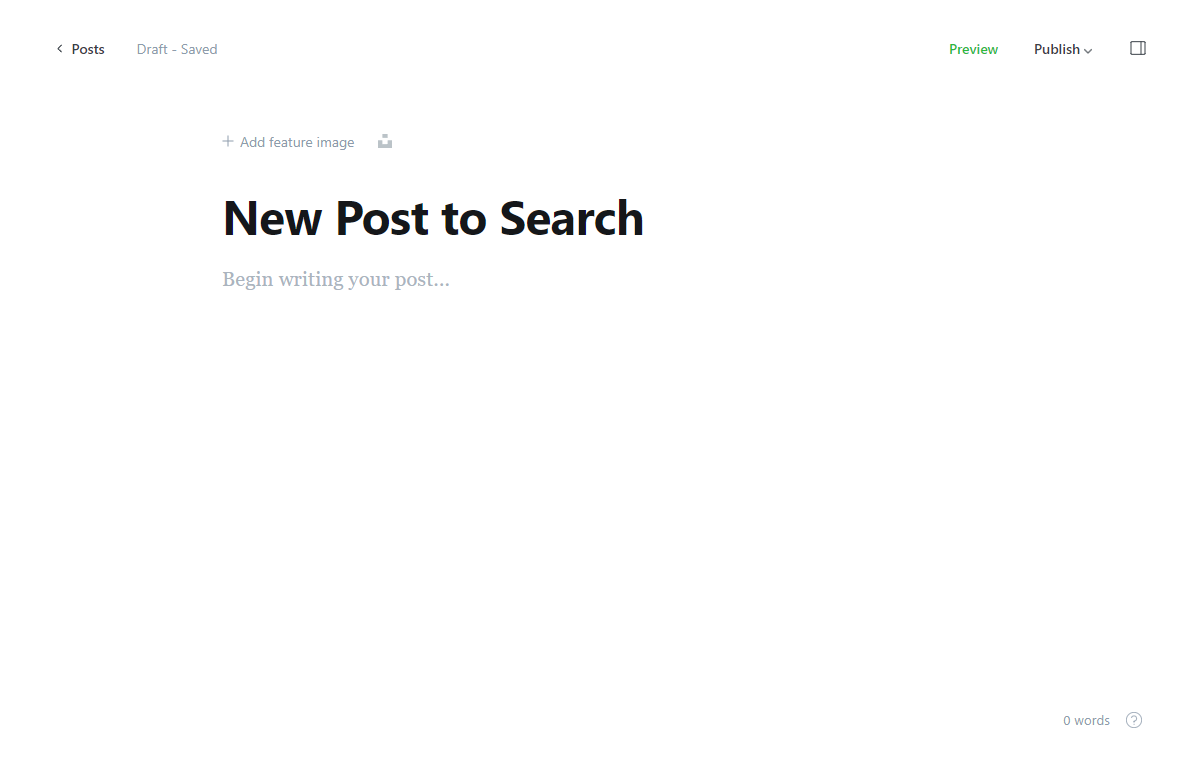 Posts Draft - Saved Preview Publish
Add feature image
New Post to Search
Begin writing your post...
0 words ?